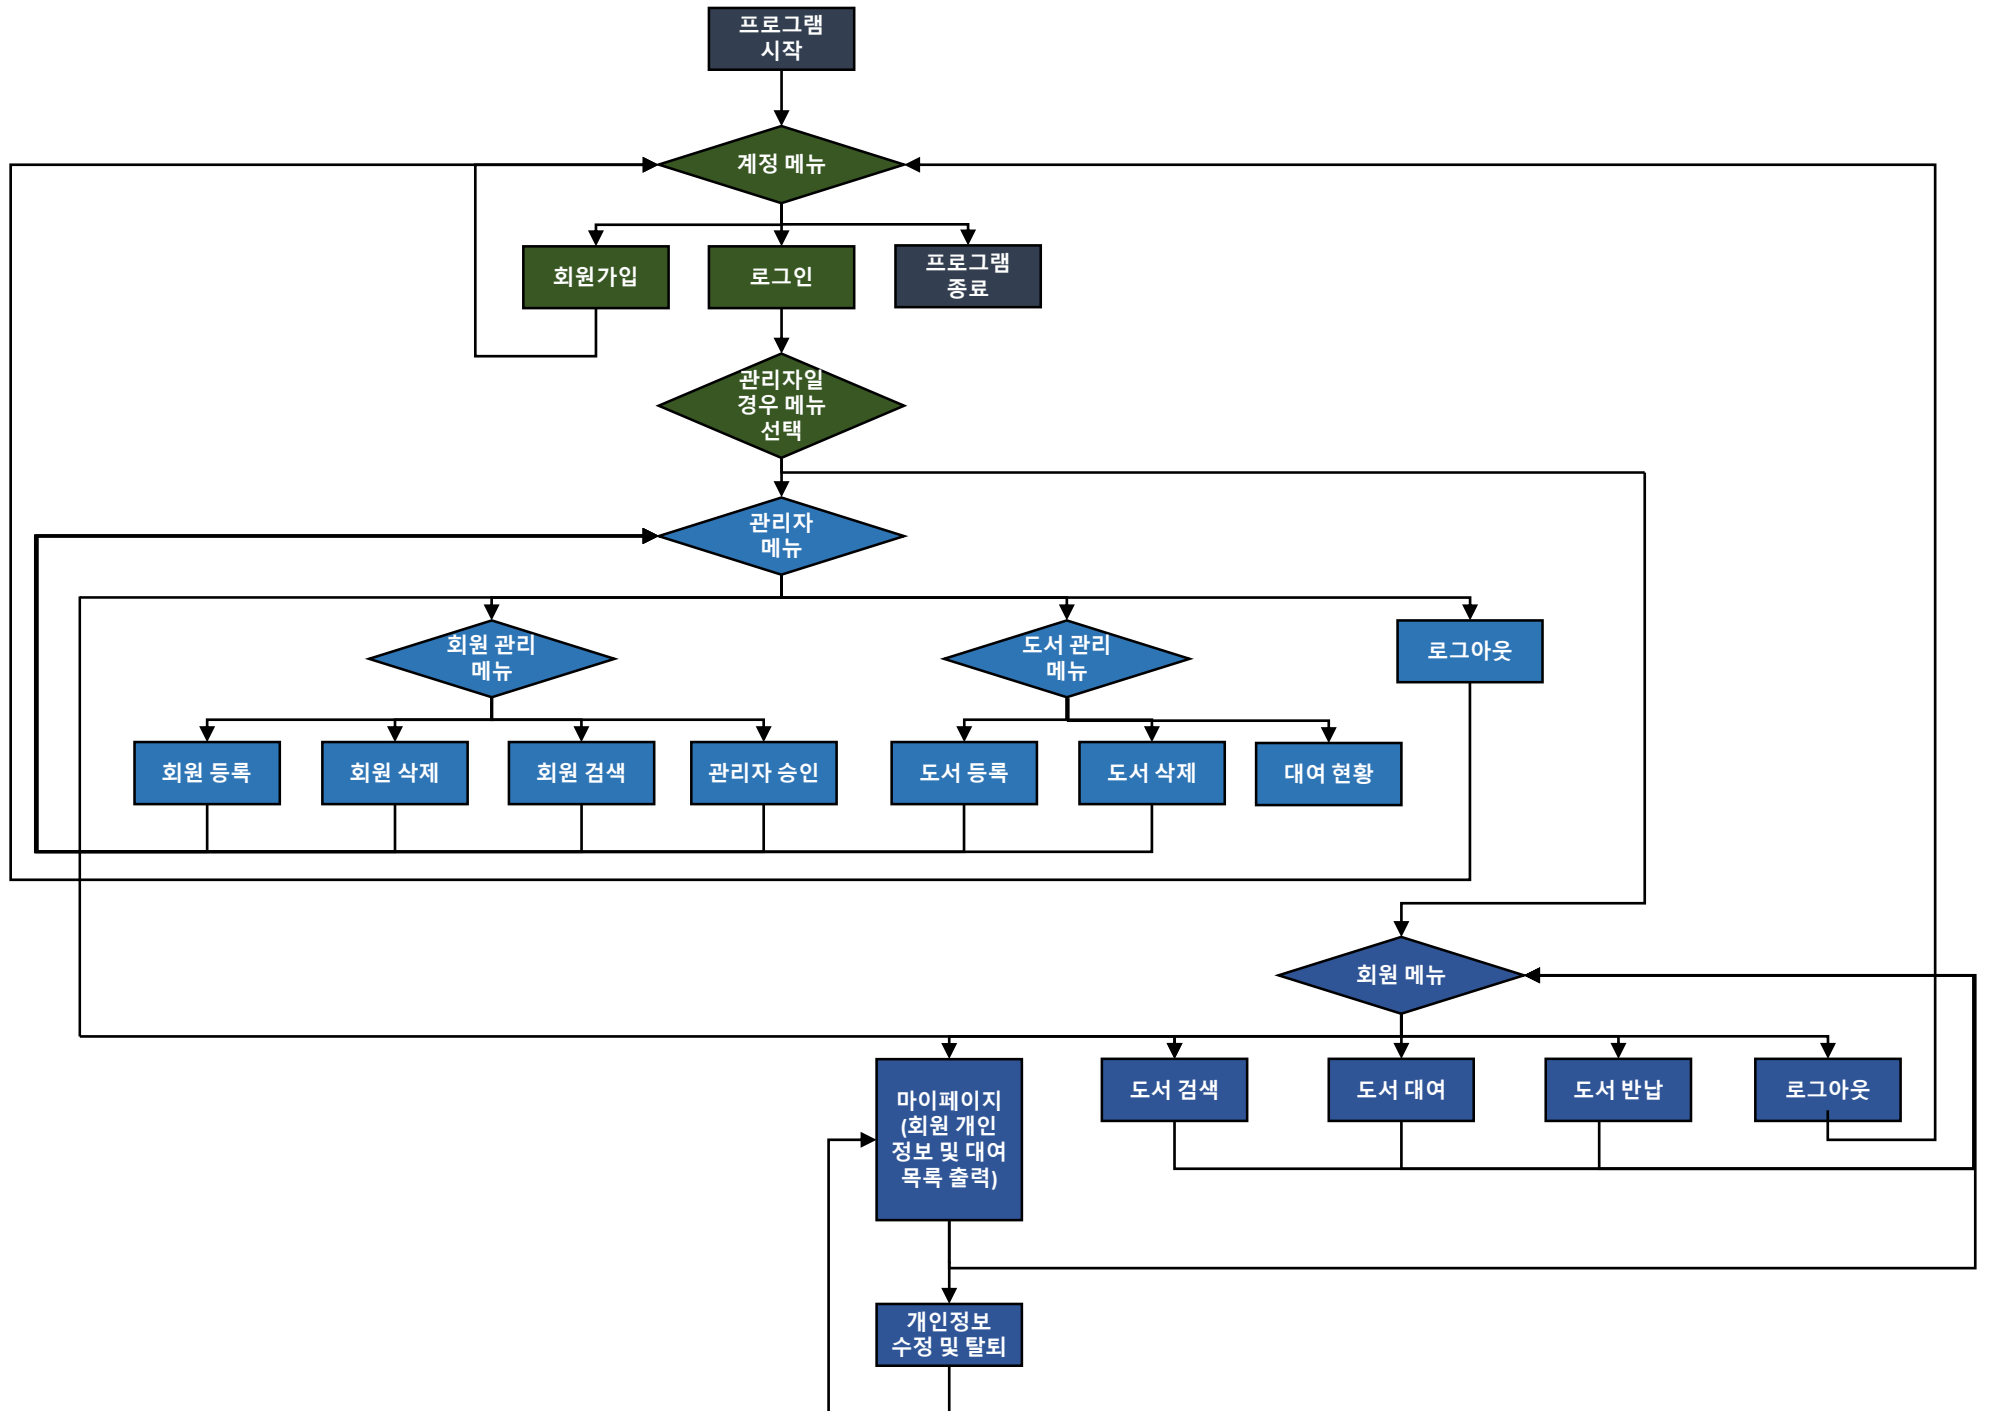 프로그램
시작
계정 메뉴
회원가입
로그인
프로그램
종료
관리자일
경우 메뉴
선택
관리자
메뉴
회원 관리
메뉴
도서 관리
메뉴
로그아웃
회원 등록
회원 삭제
회원 검색
관리자 승인
도서 등록
도서 삭제
대여 현황
회원 메뉴
마이페이지
(회원 개인
정보 및 대여
목록 출력)
도서 검색
도서 대여
도서 반납
로그아웃
개인정보
수정 및 탈퇴